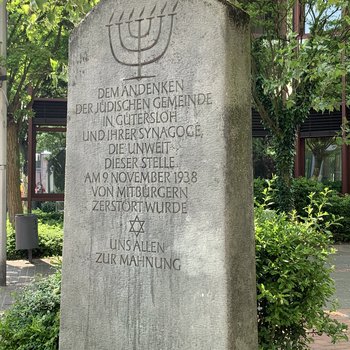 DEM ANDENKEN
DER JÜDISCHEN GEMEINDE
IN GÜTERSLOH
UND IHRER SYNAGOGE,
DIE UNWEIT
DIESER STELLE
AM 9 NOVEMBER 1938
VON MITBÜRGERN
ZERSTÖRT WURDE
UNS ALLEN
ZUR MAHNUNG